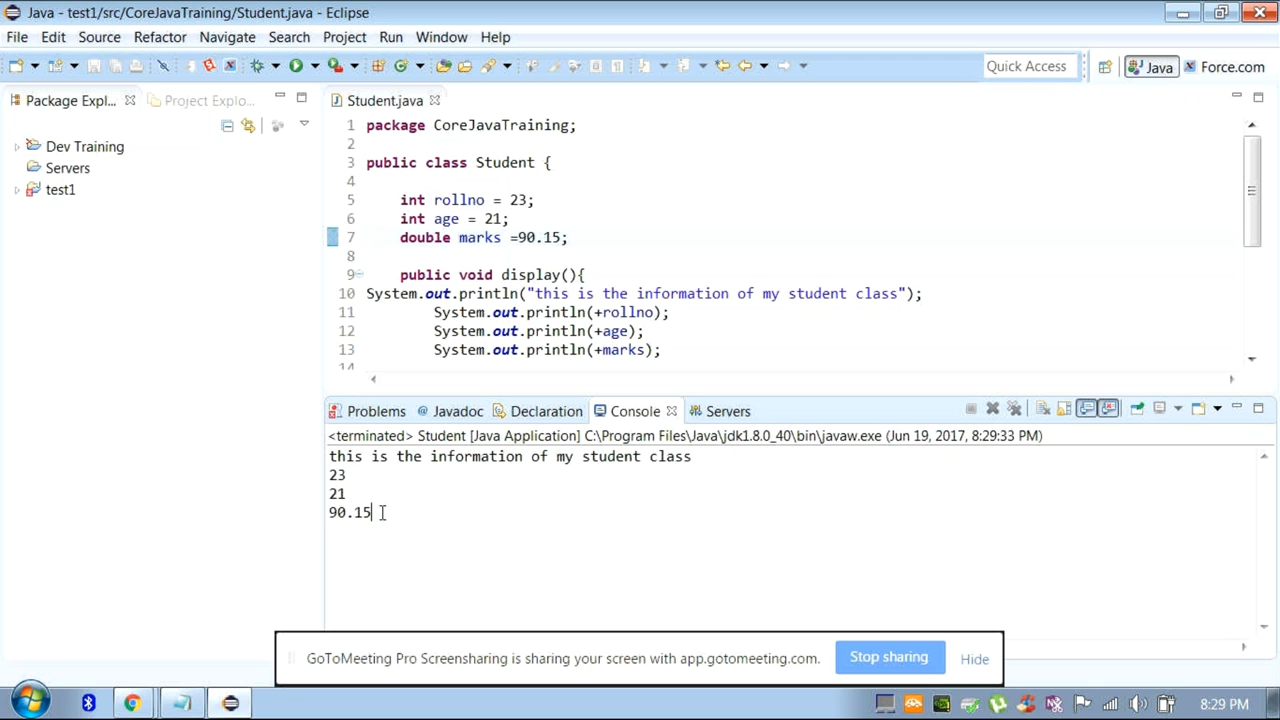 Java - test1/src/CoreJavaTraining/Student.java - Eclipse
File Edit Source Refactor Navigate Search Project Run Window Help
Quick Access Java Force.com
Package Expl... Project Explo...
Dev Training
Servers
test1
Student.java
1 package CoreJavaTraining;
2
3 public class Student {
4
5 int rollno = 23;
6 int age = 21;
7 double marks =90.15;
8
9 public void display(){
10 System.out.println("this is the information of my student class");
11 System.out.println(+rollno);
12 System.out.println(+age);
13 System.out.println(+marks);
14
Problems @ Javadoc Declaration Console Servers
<terminated> Student [Java Application] C:\Program Files\Java\jdk1.8.0_40\bin\javaw.exe (Jun 19, 2017, 8:29:33 PM)
this is the information of my student class
23
21
90.15
GoToMeeting Pro Screensharing is sharing your screen with app.gotomeeting.com. Stop sharing Hide
8:29 PM